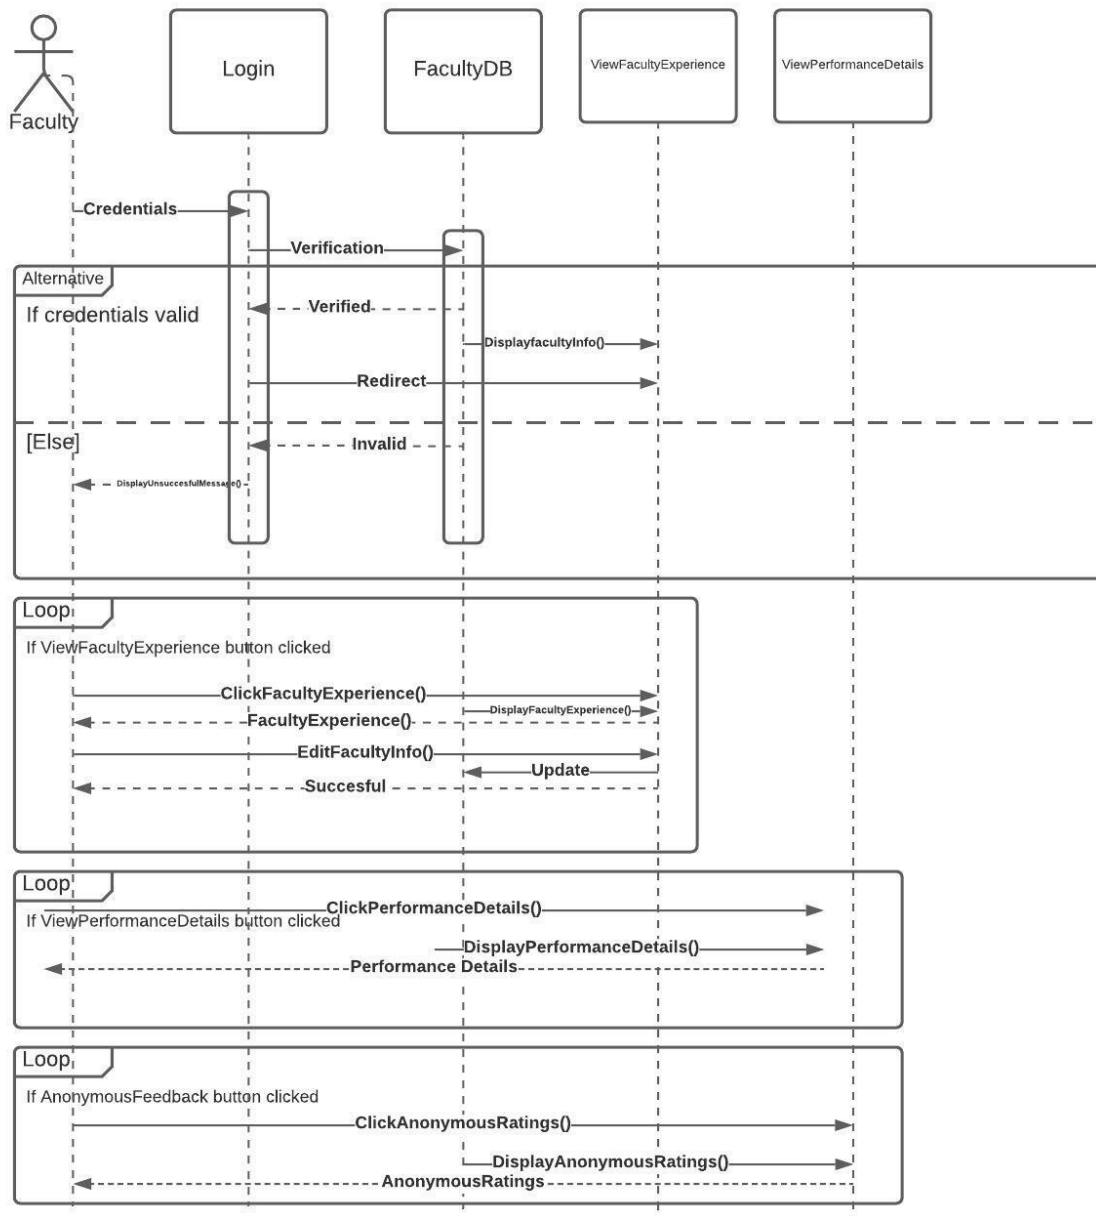 Faculty
Login
FacultyDB
ViewFacultyExperience
ViewPerformanceDetails
Credentials
Verification
Alternative
If credentials valid
Verified
DisplayfacultyInfo()
Redirect
[Else]
Invalid
DisplayUnsuccesfulMessage()
Loop
If ViewFacultyExperience button clicked
ClickFacultyExperience()
DisplayFacultyExperience()
FacultyExperience()
EditFacultyInfo()
Update
Succesful
Loop
ClickPerformanceDetails()
If ViewPerformanceDetails button clicked
DisplayPerformanceDetails()
Performance Details
Loop
If AnonymousFeedback button clicked
ClickAnonymousRatings()
DisplayAnonymousRatings()
AnonymousRatings